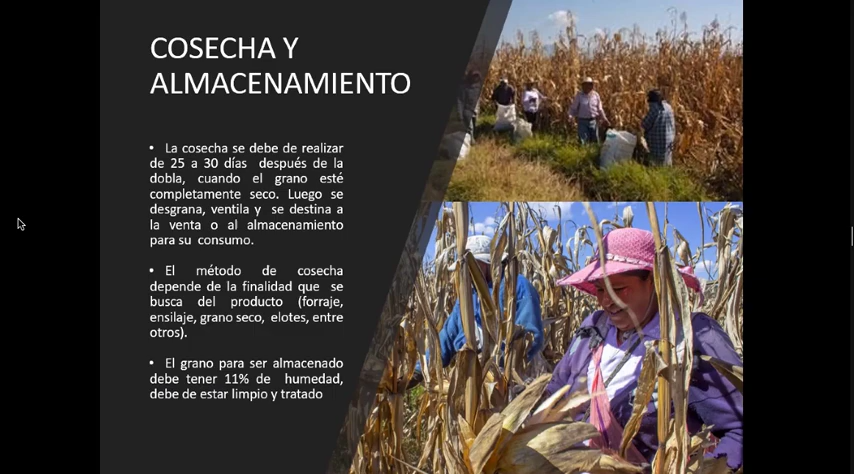 COSECHA Y
ALMACENAMIENTO
• La cosecha se debe de realizar
de 25 a 30 días después de la
dobla, cuando el grano esté
completamente seco. Luego se
desgrana, ventila y se destina a
la venta o al almacenamiento
para su consumo.
• El método de cosecha
depende de la finalidad que se
busca del producto (forraje,
ensilaje, grano seco, elotes, entre
otros).
• El grano para ser almacenado
debe tener 11% de humedad,
debe de estar limpio y tratado